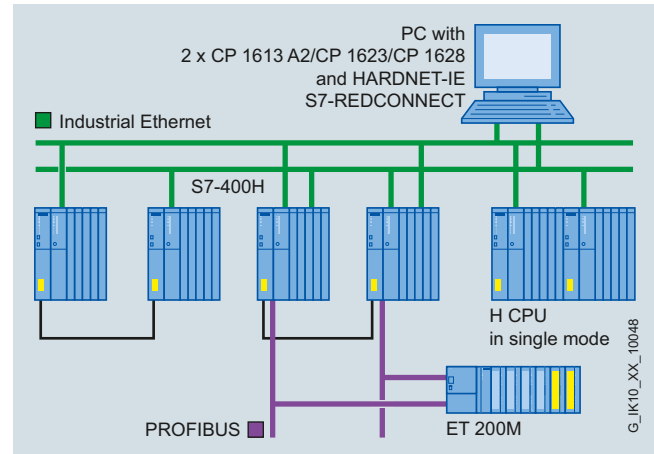 PC with
2 x CP 1613 A2/CP 1623/CP 1628
and HARDNET-IE
S7-REDCONNECT
Industrial Ethernet
S7-400H
H CPU
in single mode
PROFIBUS
ET 200M
G_IK10_XX_10048